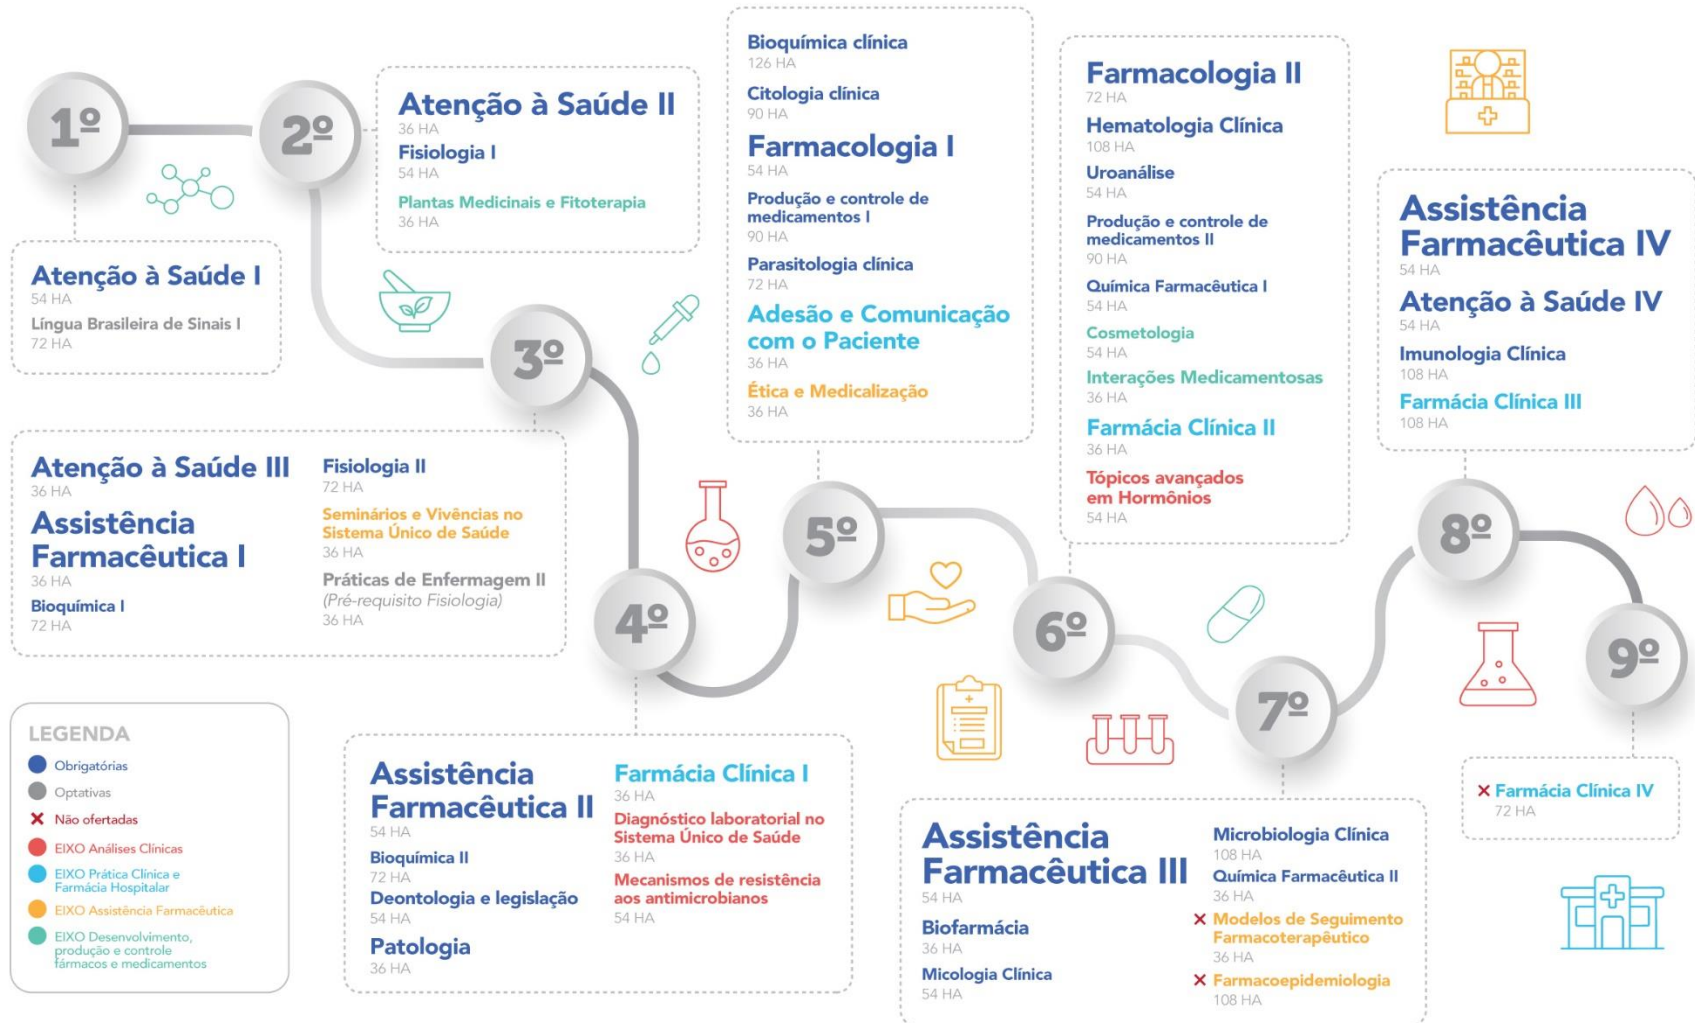 1º
Atenção à Saúde I
54 HA
Língua Brasileira de Sinais I
72 HA
2º
Atenção à Saúde II
36 HA
Fisiologia I
54 HA
Plantas Medicinais e Fitoterapia
36 HA
3º
Atenção à Saúde III
36 HA
Assistência
Farmacêutica I
36 HA
Bioquímica I
72 HA
Fisiologia II
72 HA
Seminários e Vivências no
Sistema Único de Saúde
36 HA
Práticas de Enfermagem II
(Pré-requisito Fisiologia)
36 HA
4º
Assistência
Farmacêutica II
54 HA
Bioquímica II
72 HA
Deontologia e legislação
54 HA
Patologia
36 HA
Farmácia Clínica I
36 HA
Diagnóstico laboratorial no
Sistema Único de Saúde
36 HA
Mecanismos de resistência
aos antimicrobianos
54 HA
5º
Bioquímica clínica
126 HA
Citologia clínica
90 HA
Farmacologia I
54 HA
Produção e controle de
medicamentos I
90 HA
Parasitologia clínica
72 HA
Adesão e Comunicação
com o Paciente
36 HA
Ética e Medicalização
36 HA
6º
Farmacologia II
72 HA
Hematologia Clínica
108 HA
Uroanálise
54 HA
Produção e controle de
medicamentos II
90 HA
Química Farmacêutica I
54 HA
Cosmetologia
54 HA
Interações Medicamentosas
36 HA
Farmácia Clínica II
36 HA
Tópicos avançados
em Hormônios
54 HA
7º
Assistência
Farmacêutica III
54 HA
Biofarmácia
36 HA
Micologia Clínica
54 HA
Microbiologia Clínica
108 HA
Química Farmacêutica II
36 HA
Modelos de Seguimento
Farmacoterapêutico
36 HA
Farmacoepidemiologia
108 HA
8º
Assistência
Farmacêutica IV
54 HA
Atenção à Saúde IV
54 HA
Imunologia Clínica
108 HA
Farmácia Clínica III
108 HA
9º
Farmácia Clínica IV
72 HA
LEGENDA
Obrigatórias
Optativas
Não ofertadas
EIXO Análises Clínicas
EIXO Prática Clínica e
Farmácia Hospitalar
EIXO Assistência Farmacêutica
EIXO Desenvolvimento,
produção e controle
fármacos e medicamentos